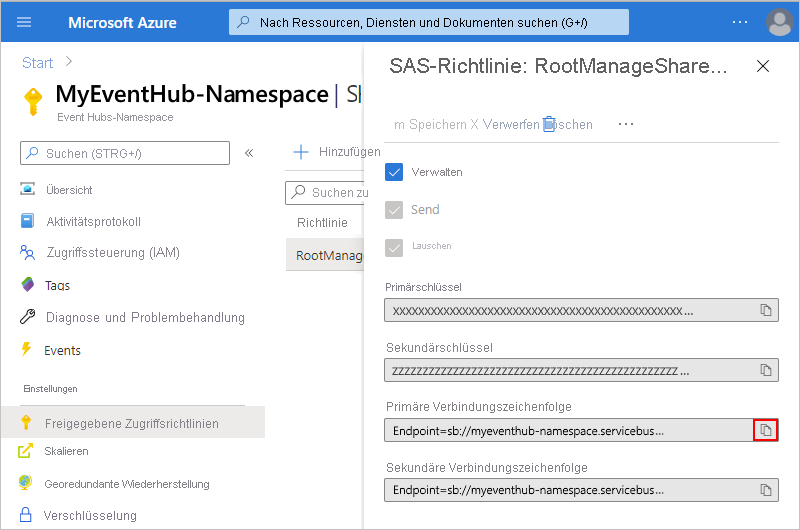 Microsoft Azure
Nach Ressourcen, Diensten und Dokumenten suchen (G+/)
...
Start >
MyEventHub-Namespace | Sh
Event Hubs-Namespace
Suchen (STRG+/)
«
Übersicht
Aktivitätsprotokoll
Zugriffssteuerung (IAM)
Tags
Diagnose und Problembehandlung
Events
Einstellungen
Freigegebene Zugriffsrichtlinien
Skalieren
Georedundante Wiederherstellung
Verschlüsselung
+ Hinzufügen
Suchen zu
Richtlinie
RootManag
SAS-Richtlinie: RootManageShare...
m Speichern X Verwerfen Löschen ...
Verwalten
Send
Lauschen
Primärschlüssel
xxxxxxxxxxxxxxxxxxxxxxxxxxxxxxxxxxxxxxxxxxxxxxxx...
Sekundärschlüssel
zzzzzzzzzzzzzzzzzzzzzzzzzzzzzzzzzzzzzzzzzzzzzzz...
Primäre Verbindungszeichenfolge
Endpoint=sb://myeventhub-namespace.servicebus...
Sekundäre Verbindungszeichenfolge
Endpoint=sb://myeventhub-namespace.servicebus...